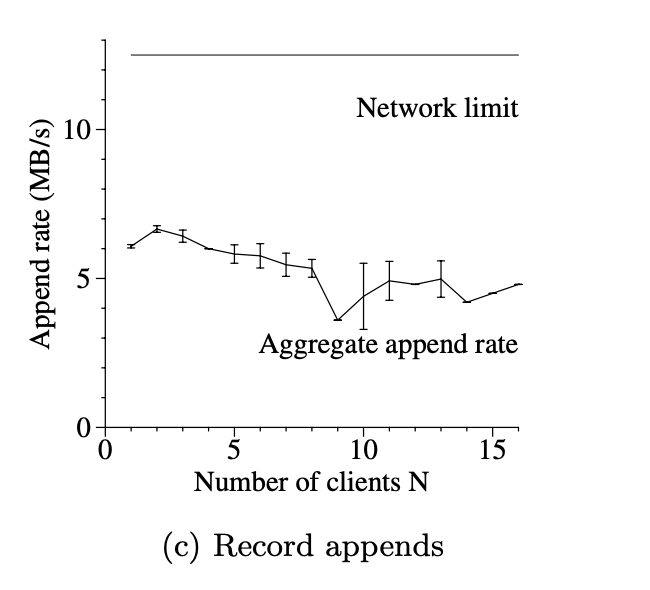 Network limit
10
Append rate (MB/s)
5
Aggregate append rate
0
0 5 10 15
Number of clients N
(c) Record appends